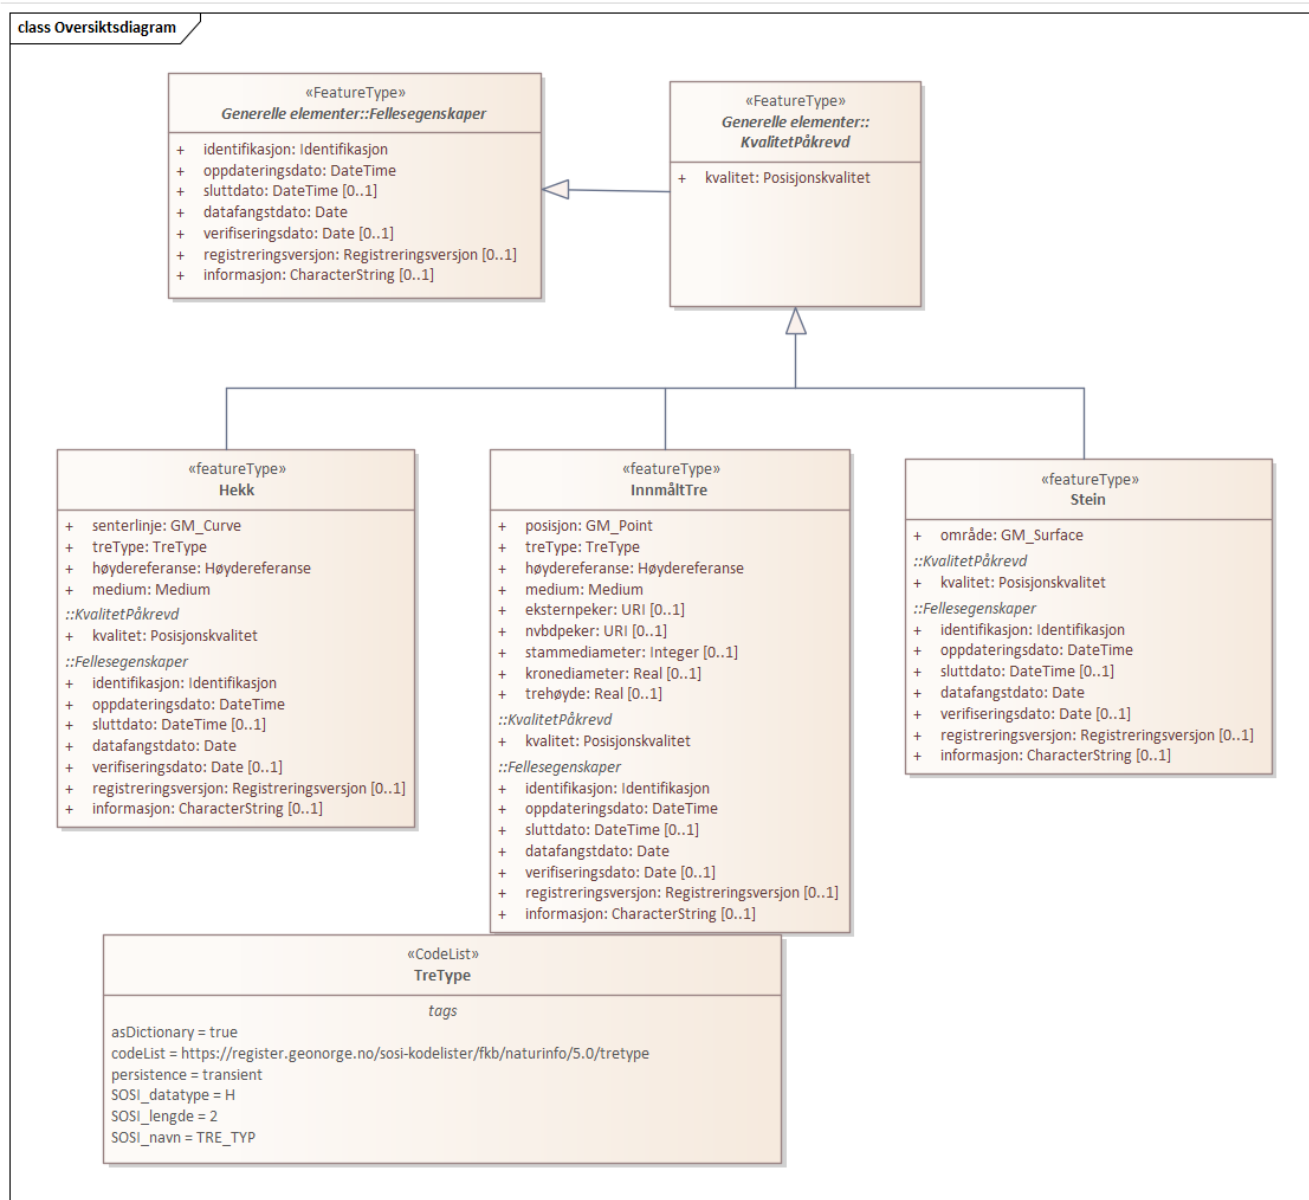 class Oversiktsdiagram
«FeatureType»
Generelle elementer::Fellesegenskaper
+ identifikasjon: Identifikasjon
+ oppdateringsdato: DateTime
+ sluttdato: DateTime [0..1]
+ datafangstdato: Date
+ verifiseringsdato: Date [0..1]
+ registreringsversjon: Registreringsversjon [0..1]
+ informasjon: CharacterString [0..1]
«FeatureType»
Generelle elementer::
KvalitetPåkrevd
+ kvalitet: Posisjonskvalitet
«featureType»
Hekk
+ senterlinje: GM_Curve
+ treType: TreType
+ høydereferanse: Høydereferanse
+ medium: Medium
::KvalitetPåkrevd
+ kvalitet: Posisjonskvalitet
::Fellesegenskaper
+ identifikasjon: Identifikasjon
+ oppdateringsdato: DateTime
+ sluttdato: DateTime [0..1]
+ datafangstdato: Date
+ verifiseringsdato: Date [0..1]
+ registreringsversjon: Registreringsversjon [0..1]
+ informasjon: CharacterString [0..1]
«featureType»
InnmåltTre
+ posisjon: GM_Point
+ treType: TreType
+ høydereferanse: Høydereferanse
+ medium: Medium
+ eksternpeker: URI [0..1]
+ nvbdpeker: URI [0..1]
+ stammediameter: Integer [0..1]
+ kronediameter: Real [0..1]
+ trehøyde: Real [0..1]
::KvalitetPåkrevd
+ kvalitet: Posisjonskvalitet
::Fellesegenskaper
+ identifikasjon: Identifikasjon
+ oppdateringsdato: DateTime
+ sluttdato: DateTime [0..1]
+ datafangstdato: Date
+ verifiseringsdato: Date [0..1]
+ registreringsversjon: Registreringsversjon [0..1]
+ informasjon: CharacterString [0..1]
«featureType»
Stein
+ område: GM_Surface
::KvalitetPåkrevd
+ kvalitet: Posisjonskvalitet
::Fellesegenskaper
+ identifikasjon: Identifikasjon
+ oppdateringsdato: DateTime
+ sluttdato: DateTime [0..1]
+ datafangstdato: Date
+ verifiseringsdato: Date [0..1]
+ registreringsversjon: Registreringsversjon [0..1]
+ informasjon: CharacterString [0..1]
«CodeList»
TreType
tags
asDictionary = true
codeList = https://register.geonorge.no/sosi-kodelister/fkb/naturinfo/5.0/tretype
persistence = transient
SOSI_datatype = H
SOSI_lengde = 2
SOSI_navn = TRE_TYP